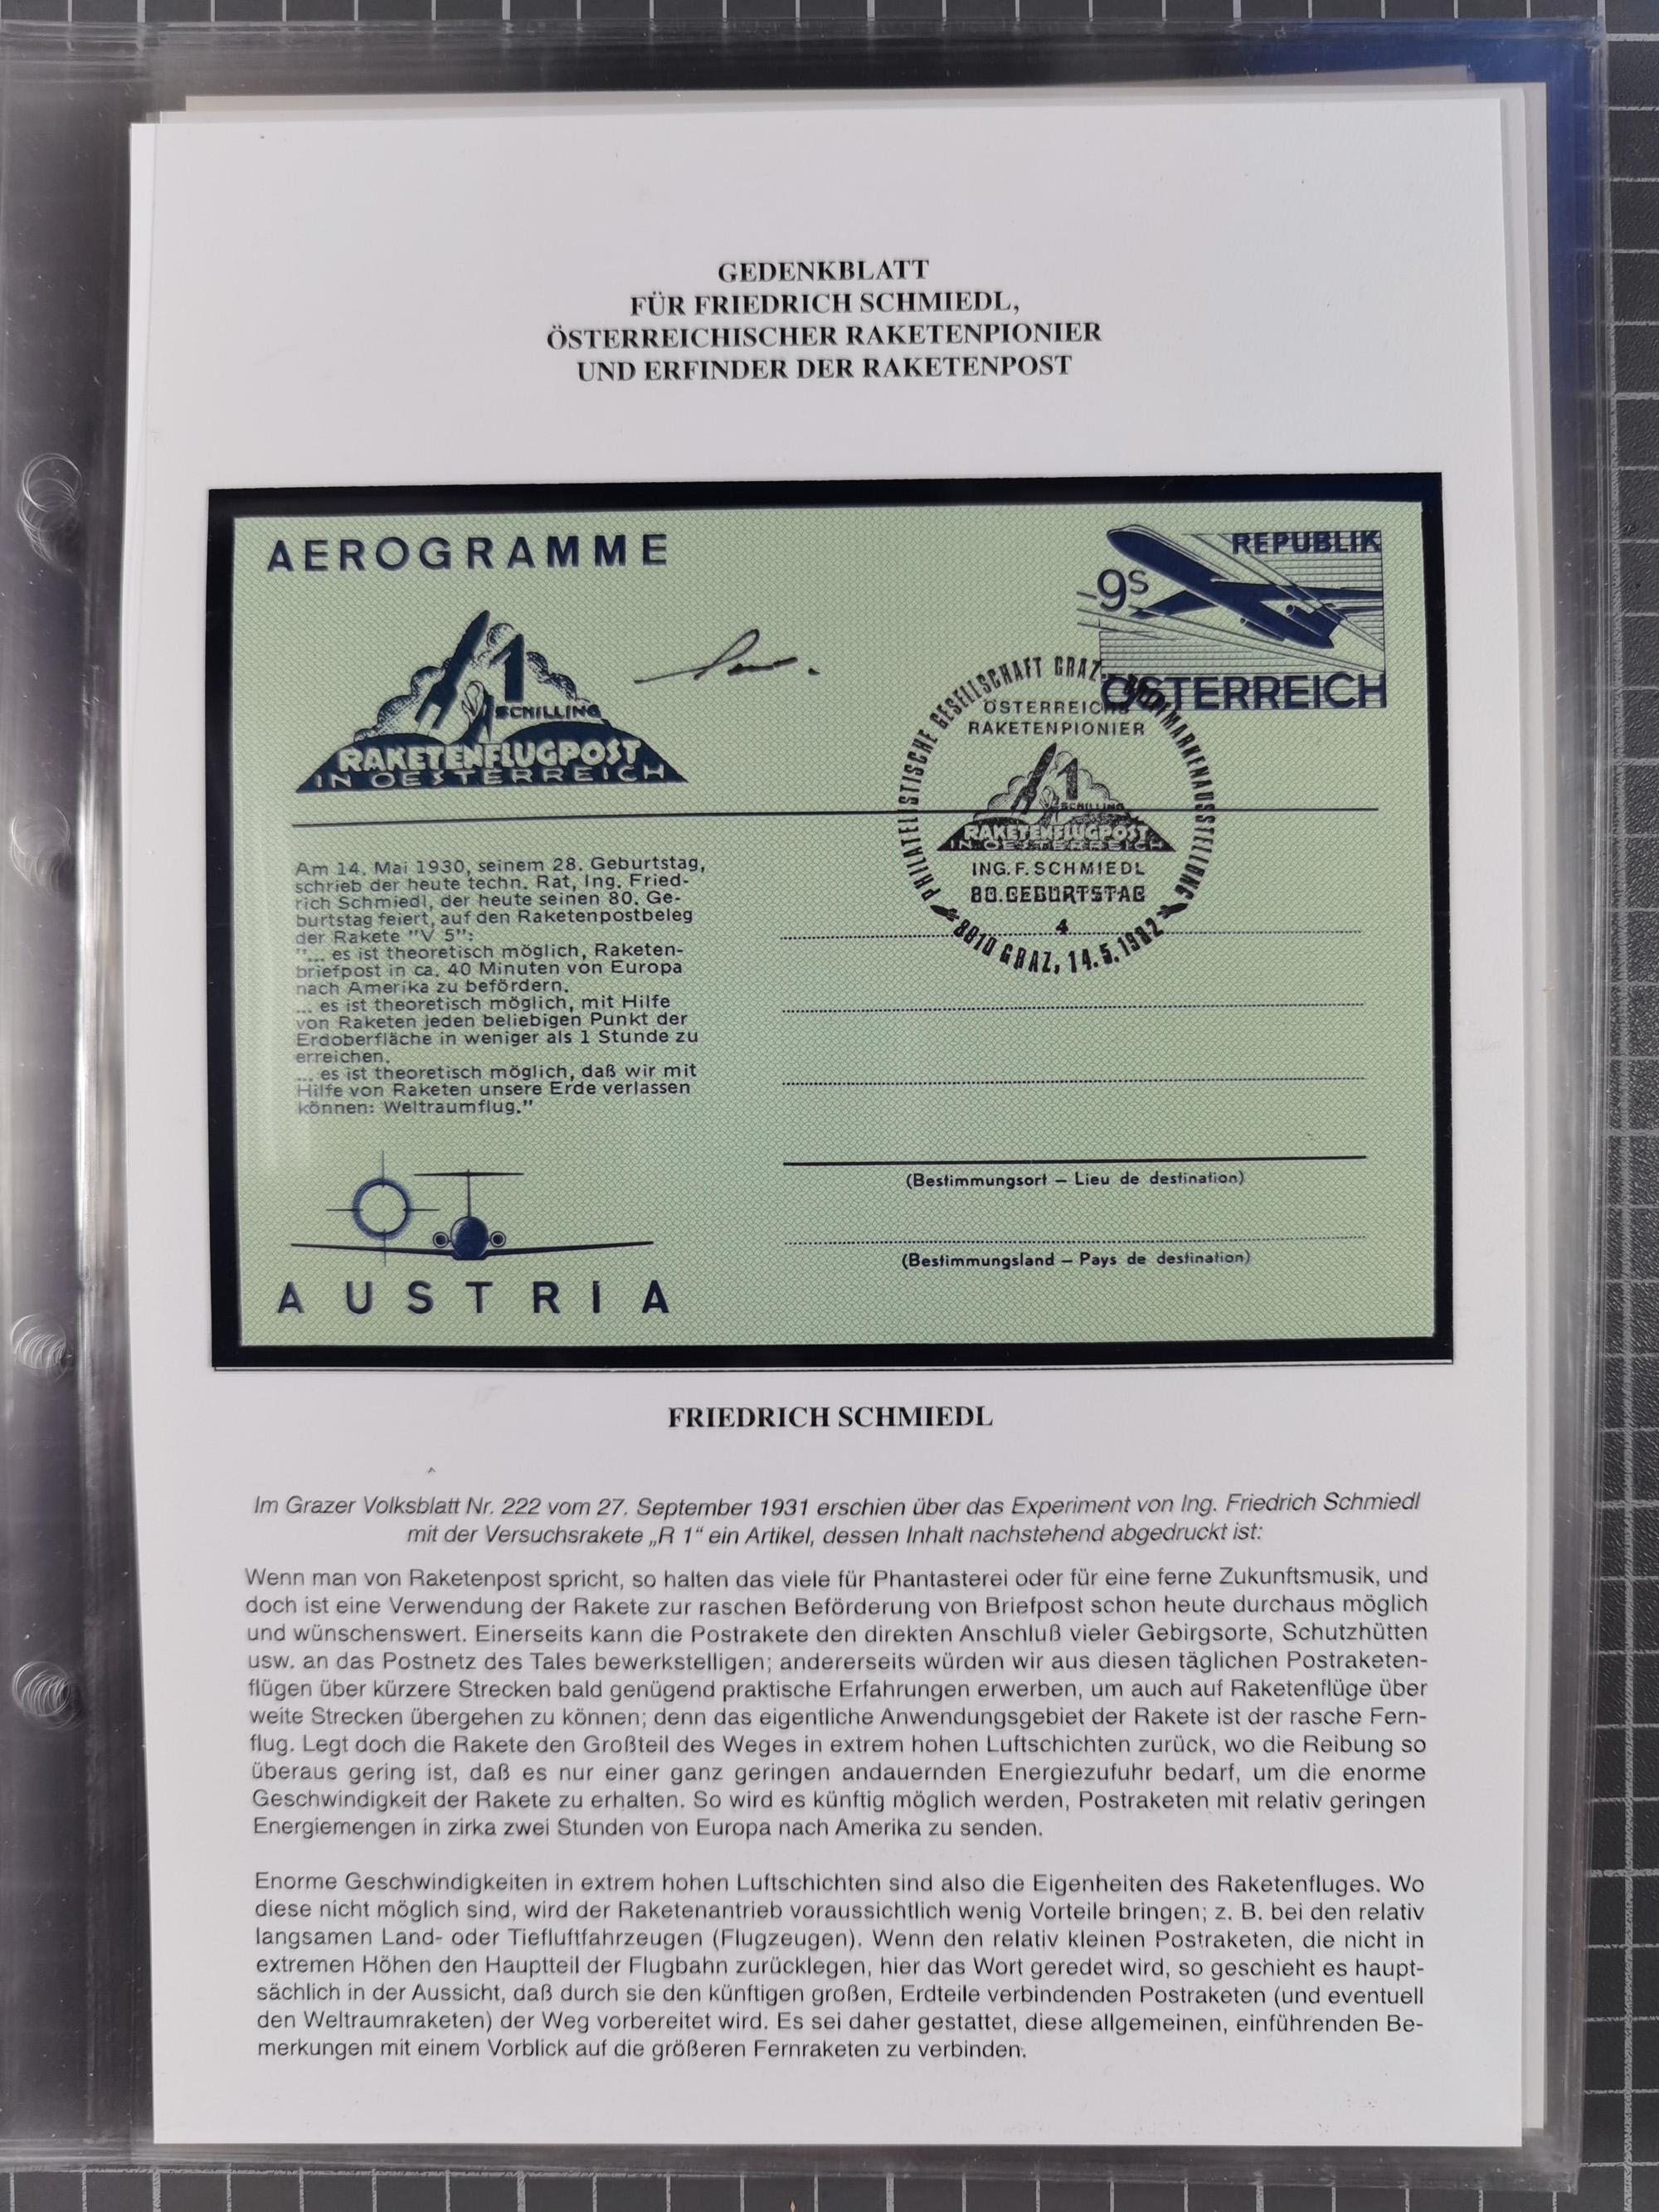 GEDENKBLATT
FÜR FRIEDRICH SCHMIEDL,
ÖSTERREICHISCHER RAKETENPIONIER
UND ERFINDER DER RAKETENPOST
AEROGRAMME
REPUBLIK
9S
ÖSTERREICH
1
SCHILLING
RAKETENFLUGPOST
IN OESTERREICH
PHILATELISTISCHE GESELLSCHAFT GRAZ
RAKETENPIONIER
1
SCHILLING
RAKETENFLUGPOST
IN OESTERREICH
ING. F. SCHMIEDL
80. GEBURTSTAG
4
8010 GRAZ, 14.5.1982
Am 14. Mai 1930, seinem 28. Geburtstag,
schrieb der heute techn. Rat, Ing. Fried-
rich Schmiedl, der heute seinen 80. Ge-
burtstag feiert, auf den Raketenpostbeleg
der Rakete "V 5":
"... es ist theoretisch möglich, Raketen-
briefpost in ca. 40 Minuten von Europa
nach Amerika zu befördern.
... es ist theoretisch möglich, mit Hilfe
von Raketen jeden beliebigen Punkt der
Erdoberfläche in weniger als 1 Stunde zu
erreichen.
... es ist theoretisch möglich, daß wir mit
Hilfe von Raketen unsere Erde verlassen
können: Weltraumflug."
(Bestimmungsort – Lieu de destination)
(Bestimmungsland – Pays de destination)
AUSTRIA
FRIEDRICH SCHMIEDL
Im Grazer Volksblatt Nr. 222 vom 27. September 1931 erschien über das Experiment von Ing. Friedrich Schmiedl
mit der Versuchsrakete „R 1“ ein Artikel, dessen Inhalt nachstehend abgedruckt ist:
Wenn man von Raketenpost spricht, so halten das viele für Phantasterei oder für eine ferne Zukunftsmusik, und
doch ist eine Verwendung der Rakete zur raschen Beförderung von Briefpost schon heute durchaus möglich
und wünschenswert. Einerseits kann die Postrakete den direkten Anschluß vieler Gebirgsorte, Schutzhütten
usw. an das Postnetz des Tales bewerkstelligen; andererseits würden wir aus diesen täglichen Postraketen-
flügen über kürzere Strecken bald genügend praktische Erfahrungen erwerben, um auch auf Raketenflüge über
weite Strecken übergehen zu können; denn das eigentliche Anwendungsgebiet der Rakete ist der rasche Fern-
flug. Legt doch die Rakete den Großteil des Weges in extrem hohen Luftschichten zurück, wo die Reibung so
überaus gering ist, daß es nur einer ganz geringen andauernden Energiezufuhr bedarf, um die enorme
Geschwindigkeit der Rakete zu erhalten. So wird es künftig möglich werden, Postraketen mit relativ geringen
Energiemengen in zirka zwei Stunden von Europa nach Amerika zu senden.
Enorme Geschwindigkeiten in extrem hohen Luftschichten sind also die Eigenheiten des Raketenfluges. Wo
diese nicht möglich sind, wird der Raketenantrieb voraussichtlich wenig Vorteile bringen; z. B. bei den relativ
langsamen Land- oder Tiefluftfahrzeugen (Flugzeugen). Wenn den relativ kleinen Postraketen, die nicht in
extremen Höhen den Hauptteil der Flugbahn zurücklegen, hier das Wort geredet wird, so geschieht es haupt-
sächlich in der Aussicht, daß durch sie den künftigen großen, Erdteile verbindenden Postraketen (und eventuell
den Weltraumraketen) der Weg vorbereitet wird. Es sei daher gestattet, diese allgemeinen, einführenden Be-
merkungen mit einem Vorblick auf die größeren Fernraketen zu verbinden.